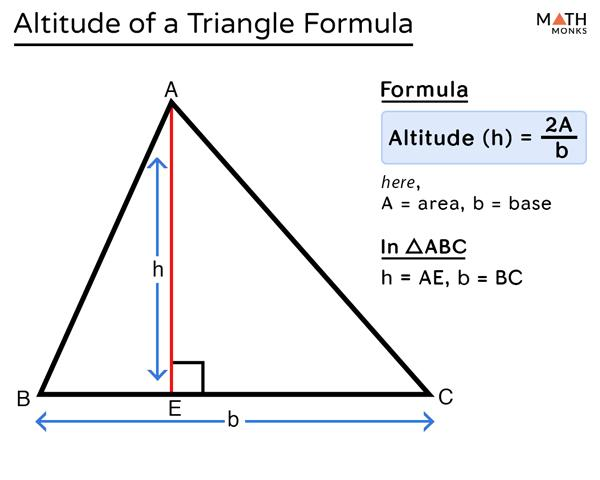 Altitude of a Triangle Formula
MATH
MONKS
A
Formula
Altitude (h) = 2A/b
here,
A = area, b = base
In △ABC
h = AE, b = BC
h
B
E
C
b